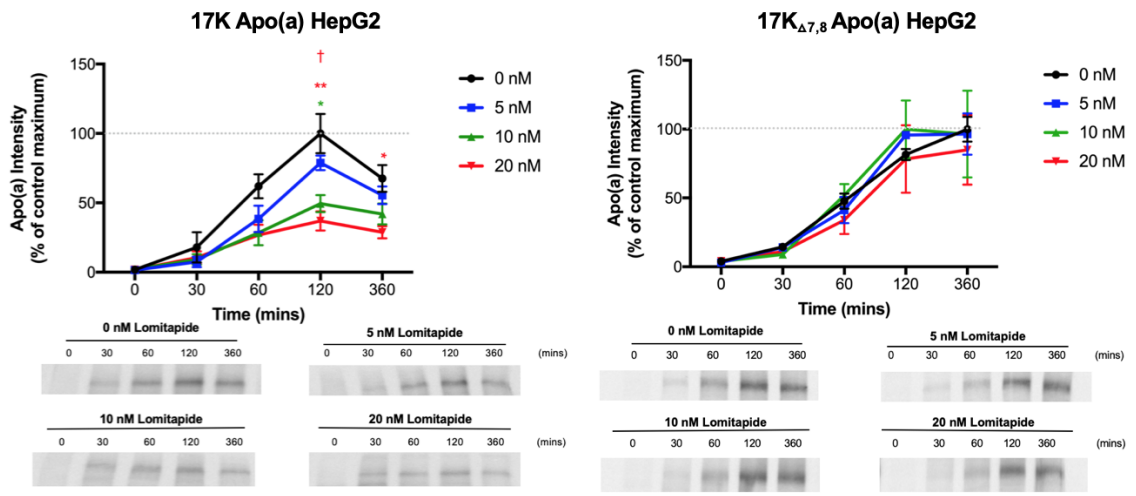 17K Apo(a) HepG2
Apo(a) Intensity
(% of control maximum)
150
100
50
0
†
**
*
*
0 nM
5 nM
10 nM
20 nM
0 30 60 120 360
Time (mins)
0 nM Lomitapide
0 30 60 120 360
5 nM Lomitapide
0 30 60 120 360 (mins)
10 nM Lomitapide
0 30 60 120 360
20 nM Lomitapide
0 30 60 120 360 (mins)
17KΔ7,8 Apo(a) HepG2
Apo(a) Intensity
(% of control maximum)
150
100
50
0
0 nM
5 nM
10 nM
20 nM
0 30 60 120 360
Time (mins)
0 nM Lomitapide
0 30 60 120 360
5 nM Lomitapide
0 30 60 120 360 (mins)
10 nM Lomitapide
0 30 60 120 360
20 nM Lomitapide
0 30 60 120 360 (mins)